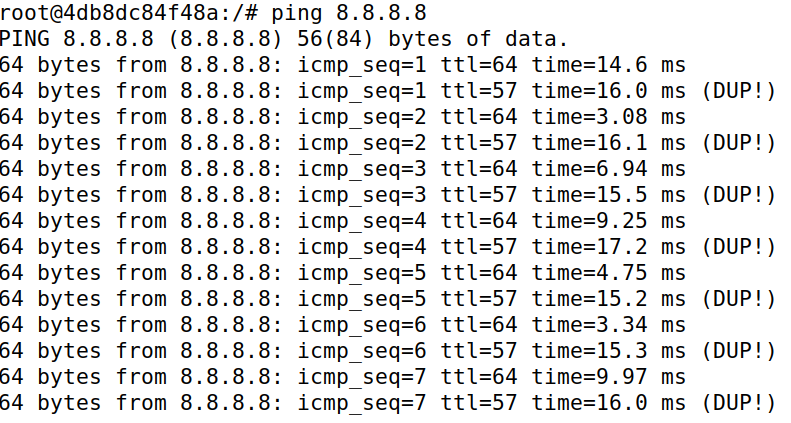 root@4db8dc84f48a:/# ping 8.8.8.8
PING 8.8.8.8 (8.8.8.8) 56(84) bytes of data.
64 bytes from 8.8.8.8: icmp_seq=1 ttl=64 time=14.6 ms
64 bytes from 8.8.8.8: icmp_seq=1 ttl=57 time=16.0 ms (DUP!)
64 bytes from 8.8.8.8: icmp_seq=2 ttl=64 time=3.08 ms
64 bytes from 8.8.8.8: icmp_seq=2 ttl=57 time=16.1 ms (DUP!)
64 bytes from 8.8.8.8: icmp_seq=3 ttl=64 time=6.94 ms
64 bytes from 8.8.8.8: icmp_seq=3 ttl=57 time=15.5 ms (DUP!)
64 bytes from 8.8.8.8: icmp_seq=4 ttl=64 time=9.25 ms
64 bytes from 8.8.8.8: icmp_seq=4 ttl=57 time=17.2 ms (DUP!)
64 bytes from 8.8.8.8: icmp_seq=5 ttl=64 time=4.75 ms
64 bytes from 8.8.8.8: icmp_seq=5 ttl=57 time=15.2 ms (DUP!)
64 bytes from 8.8.8.8: icmp_seq=6 ttl=64 time=3.34 ms
64 bytes from 8.8.8.8: icmp_seq=6 ttl=57 time=15.3 ms (DUP!)
64 bytes from 8.8.8.8: icmp_seq=7 ttl=64 time=9.97 ms
64 bytes from 8.8.8.8: icmp_seq=7 ttl=57 time=16.0 ms (DUP!)